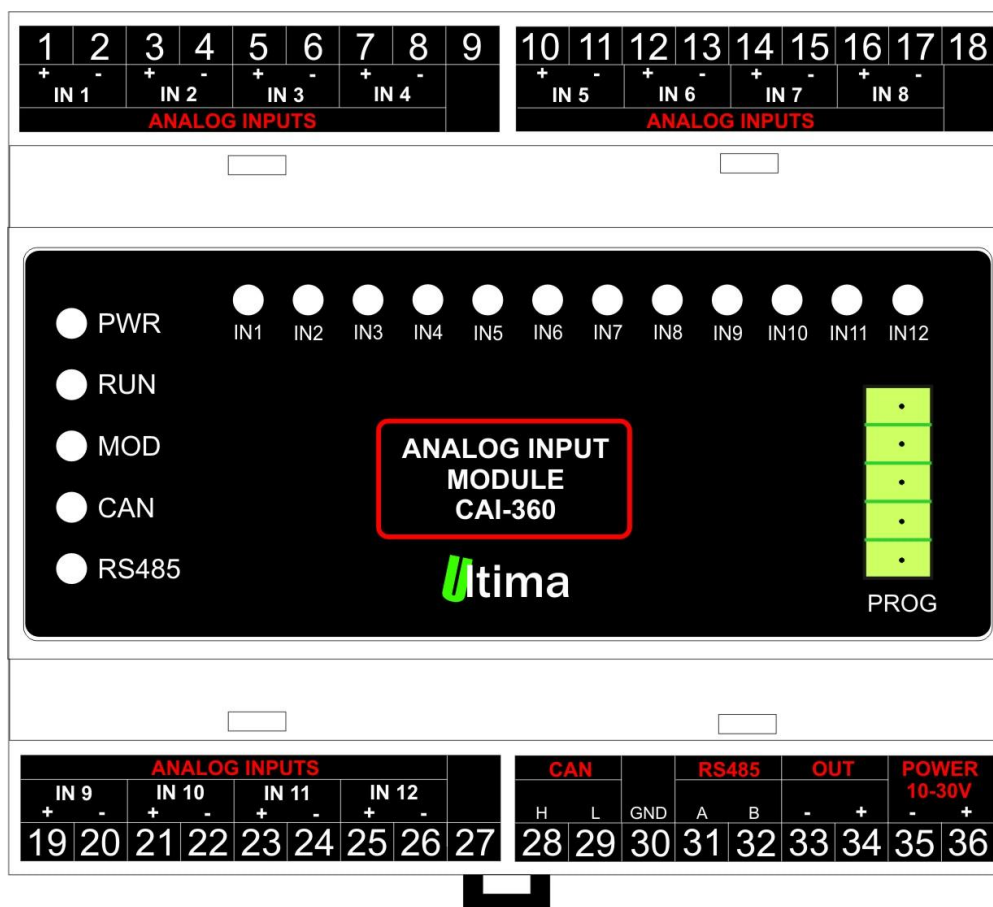 1 2 3 4 5 6 7 8 9 10 11 12 13 14 15 16 17 18
+ - + - + - + - + - + - + - + -
IN 1 IN 2 IN 3 IN 4 IN 5 IN 6 IN 7 IN 8
ANALOG INPUTS ANALOG INPUTS
IN1 IN2 IN3 IN4 IN5 IN6 IN7 IN8 IN9 IN10 IN11 IN12
PWR
RUN
MOD
CAN
RS485
ANALOG INPUT
MODULE
CAI-360
Ultima
PROG
ANALOG INPUTS CAN RS485 OUT POWER
10-30V
IN 9 IN 10 IN 11 IN 12
+ - + - + - + - H L GND A B - + - +
19 20 21 22 23 24 25 26 27 28 29 30 31 32 33 34 35 36